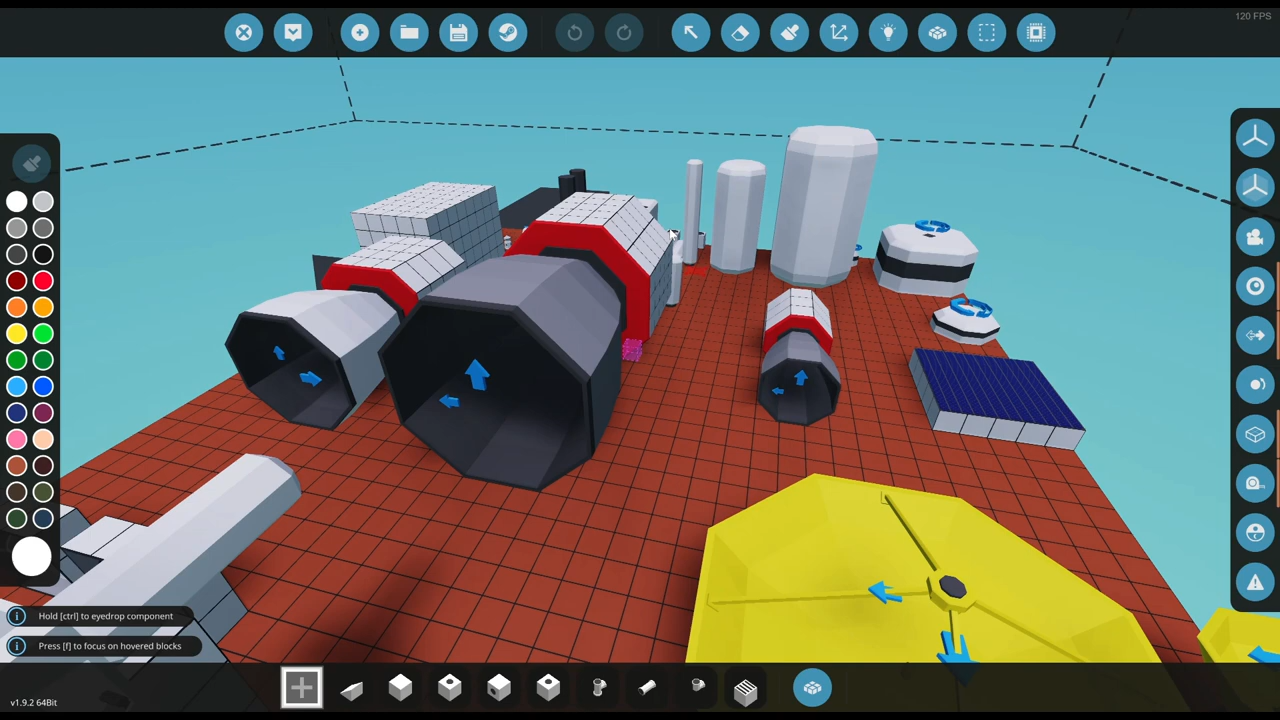 120 FPS
Hold [ctrl] to eyedrop component
Press [f] to focus on hovered blocks
v1.9.2 64Bit